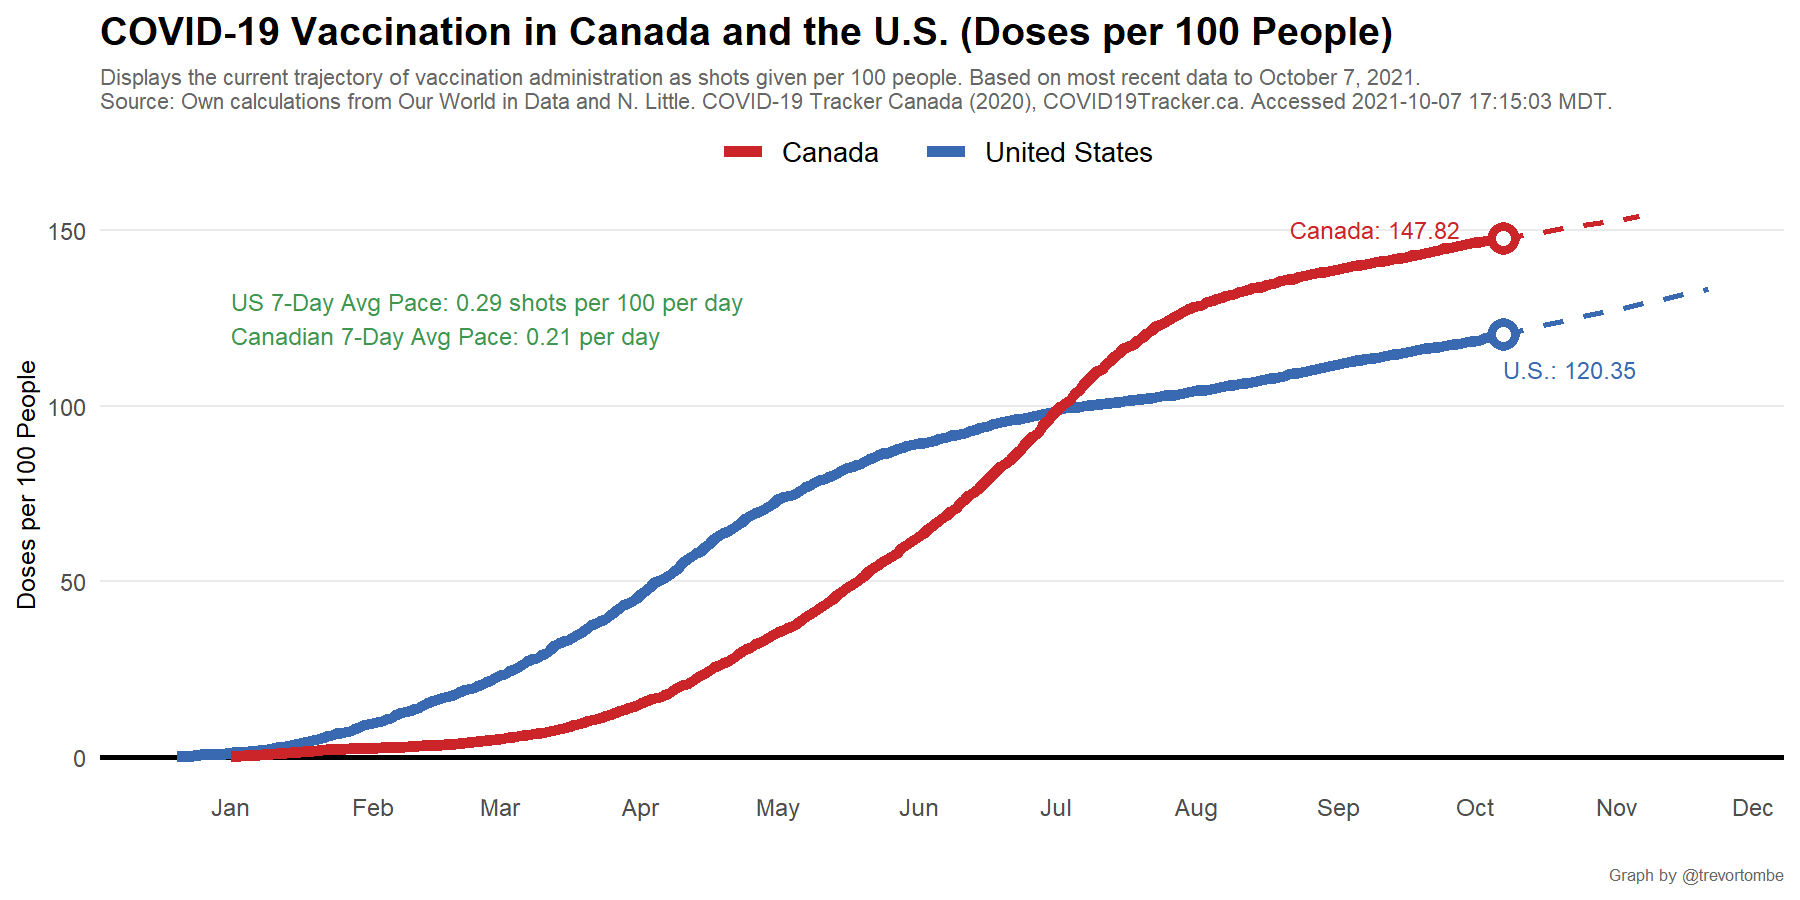 COVID-19 Vaccination in Canada and the U.S. (Doses per 100 People)
Displays the current trajectory of vaccination administration as shots given per 100 people. Based on most recent data to October 7, 2021.
Source: Own calculations from Our World in Data and N. Little. COVID-19 Tracker Canada (2020), COVID19Tracker.ca. Accessed 2021-10-07 17:15:03 MDT.
Canada United States
150
Canada: 147.82
US 7-Day Avg Pace: 0.29 shots per 100 per day
Canadian 7-Day Avg Pace: 0.21 per day
U.S.: 120.35
100
Doses per 100 People
50
0
Jan Feb Mar Apr May Jun Jul Aug Sep Oct Nov Dec
Graph by @trevortombe